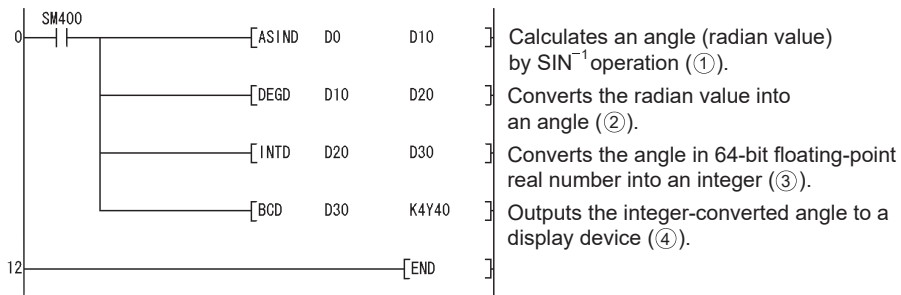 SM400
0 [ASIND D0 D10 ] Calculates an angle (radian value)
by SIN⁻¹ operation (①).
[DEGD D10 D20 ] Converts the radian value into
an angle (②).
[INTD D20 D30 ] Converts the angle in 64-bit floating-point
real number into an integer (③).
[BCD D30 K4Y40 ] Outputs the integer-converted angle to a
display device (④).
12 [END ]